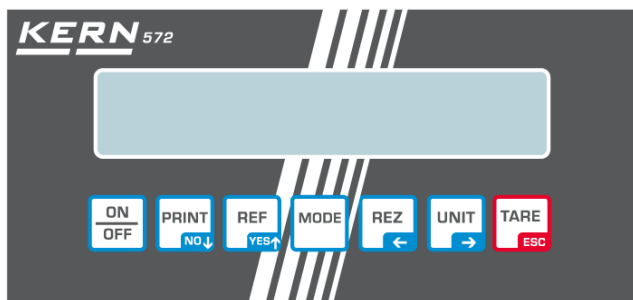 KERN 572
ON
OFF
PRINT
NO↓
REF
YES↑
MODE
REZ
←
UNIT
→
TARE
ESC